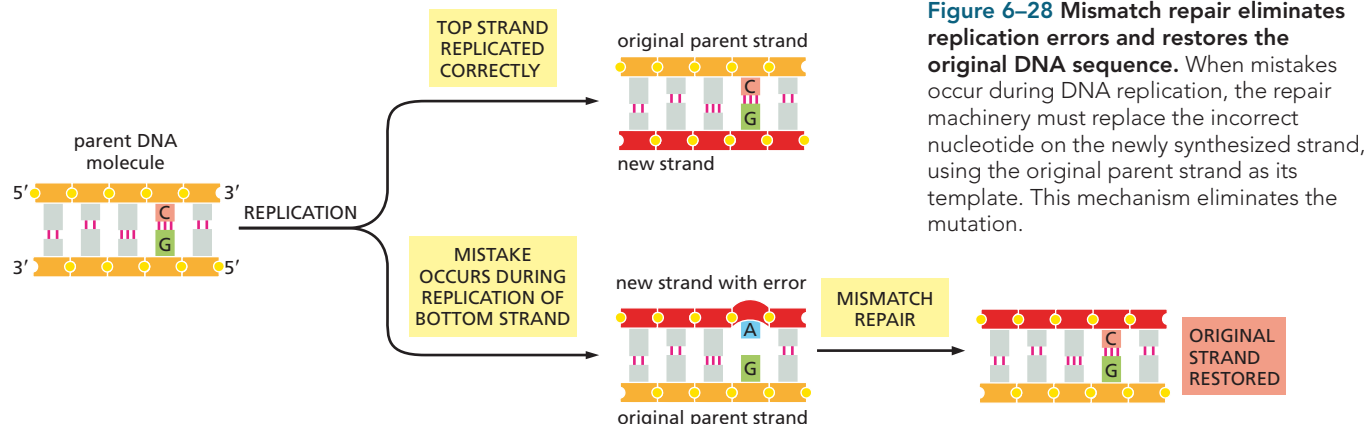 Figure 6–28 Mismatch repair eliminates
replication errors and restores the
original DNA sequence. When mistakes
occur during DNA replication, the repair
machinery must replace the incorrect
nucleotide on the newly synthesized strand,
using the original parent strand as its
template. This mechanism eliminates the
mutation.
parent DNA
molecule
5′
3′
C
G
3′
5′
REPLICATION
TOP STRAND
REPLICATED
CORRECTLY
original parent strand
C
G
new strand
MISTAKE
OCCURS DURING
REPLICATION OF
BOTTOM STRAND
new strand with error
A
G
original parent strand
MISMATCH
REPAIR
C
G
ORIGINAL
STRAND
RESTORED